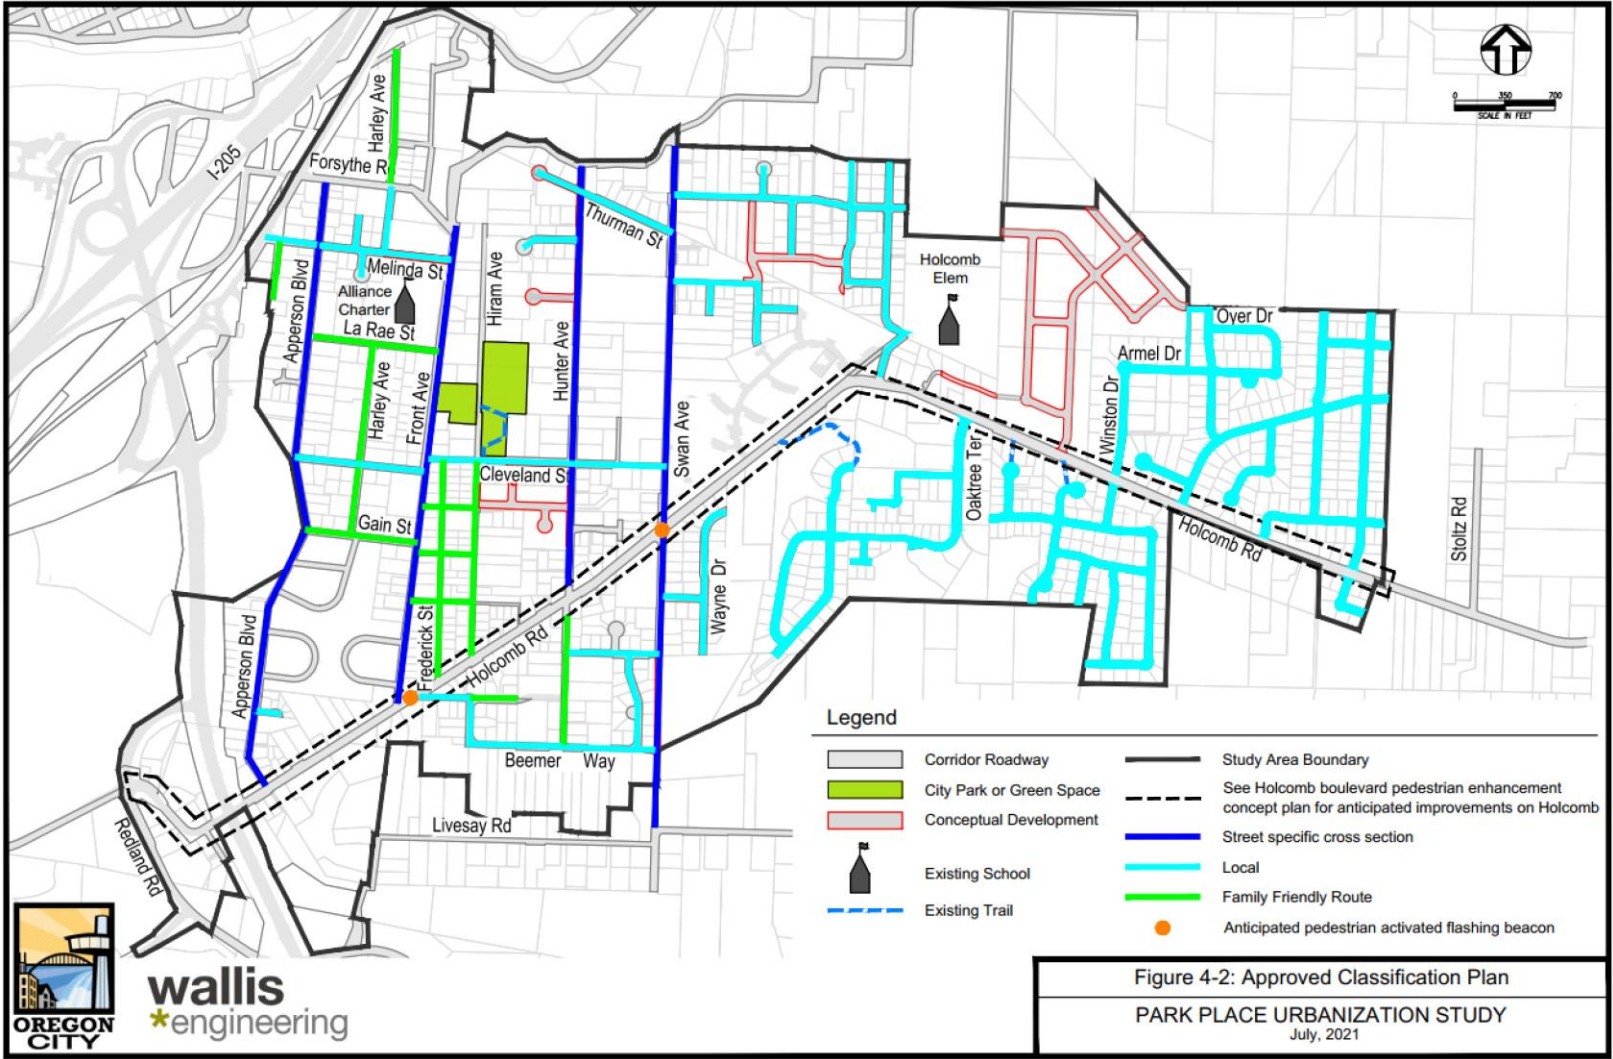 Harley Ave
I-205
Forsythe R
0 350 700
SCALE IN FEET
Thurman St
Melinda St
Apperson Blvd
Alliance
Charter
La Rae St
Hiram Ave
Hunter Ave
Holcomb
Elem
Oyer Dr
Armel Dr
Harley Ave
Front Ave
Swan Ave
Winston Dr
Cleveland St
Oaktree Ter
Gain St
Holcomb Rd
Stoltz Rd
Wayne Dr
Frederick St
Holcomb Rd
Apperson Blvd
Beemer Way
Livesay Rd
Redland Rd
Legend
Corridor Roadway
City Park or Green Space
Conceptual Development
Existing School
Existing Trail
Study Area Boundary
See Holcomb boulevard pedestrian enhancement
concept plan for anticipated improvements on Holcomb
Street specific cross section
Local
Family Friendly Route
Anticipated pedestrian activated flashing beacon
OREGON
CITY
wallis
*engineering
Figure 4-2: Approved Classification Plan
PARK PLACE URBANIZATION STUDY
July, 2021